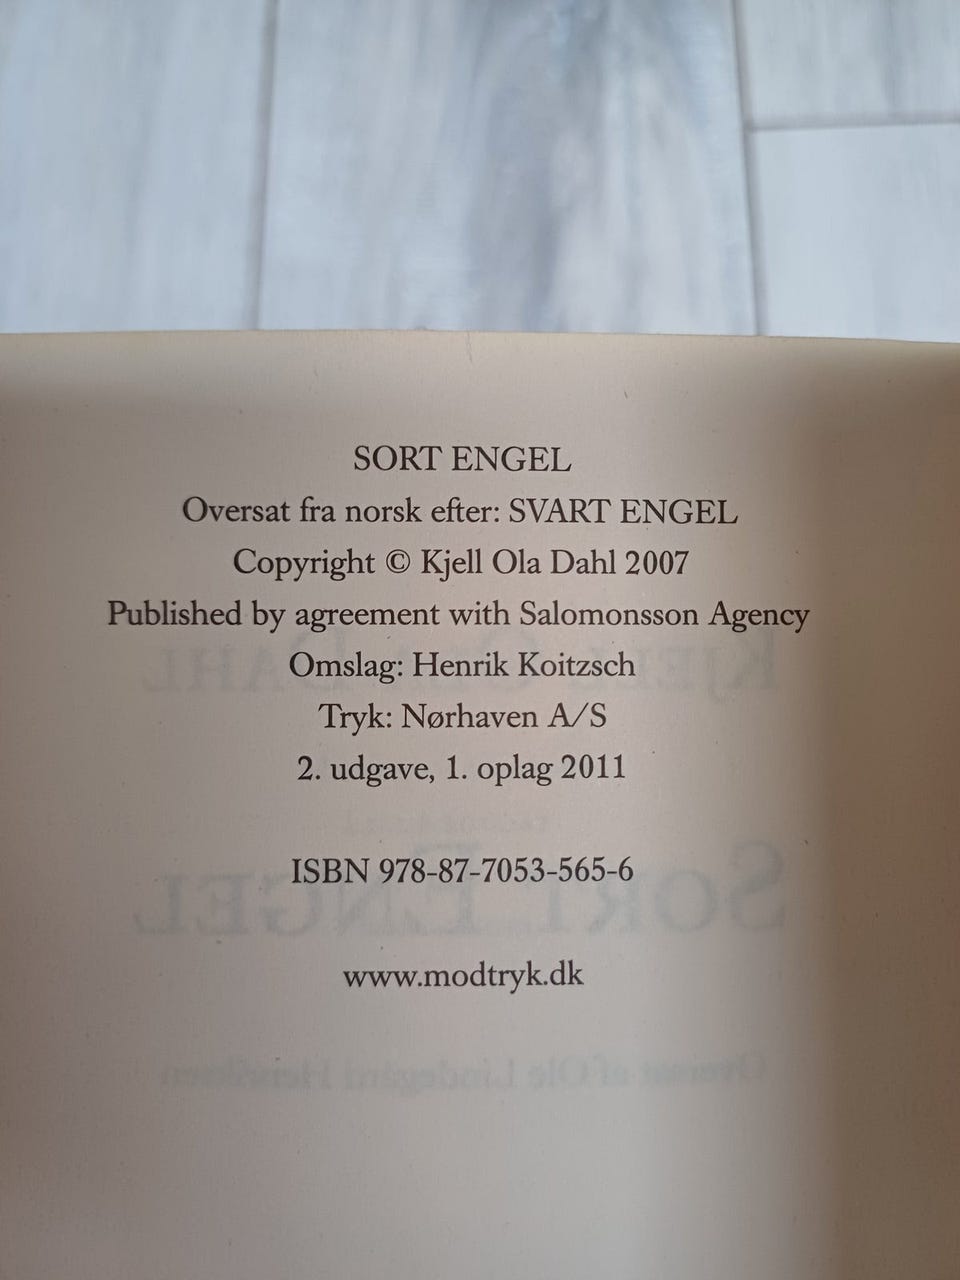 SORT ENGEL
Oversat fra norsk efter: SVART ENGEL
Copyright © Kjell Ola Dahl 2007
Published by agreement with Salomonsson Agency
Omslag: Henrik Koitzsch
Tryk: Nørhaven A/S
2. udgave, 1. oplag 2011
ISBN 978-87-7053-565-6
www.modtryk.dk